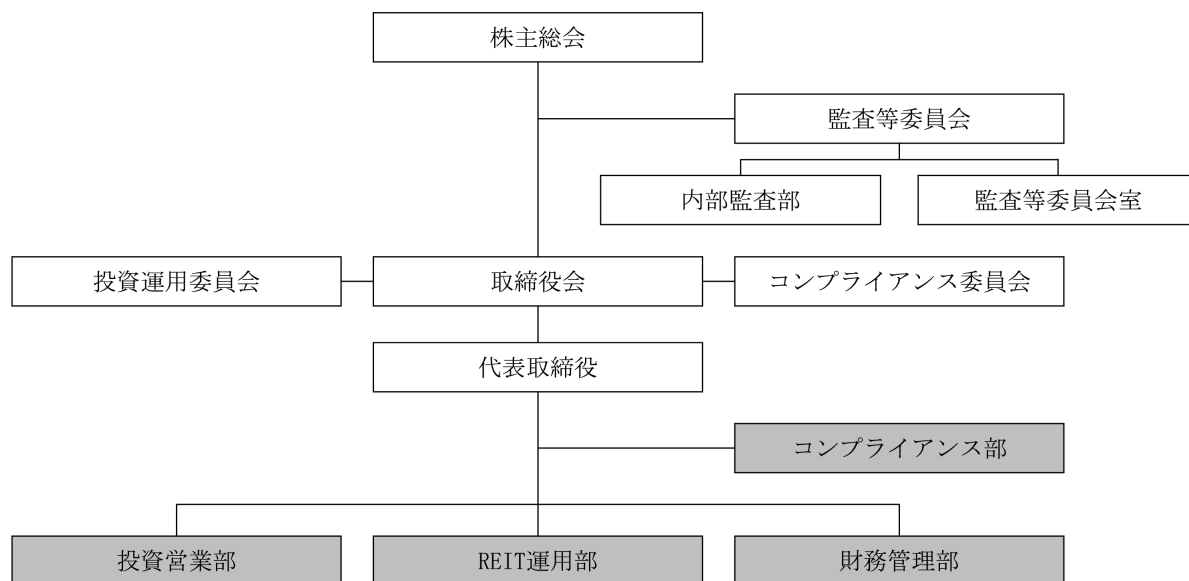 株主総会
監査等委員会
内部監査部
監査等委員会室
投資運用委員会
取締役会
コンプライアンス委員会
代表取締役
コンプライアンス部
投資営業部
REIT運用部
財務管理部